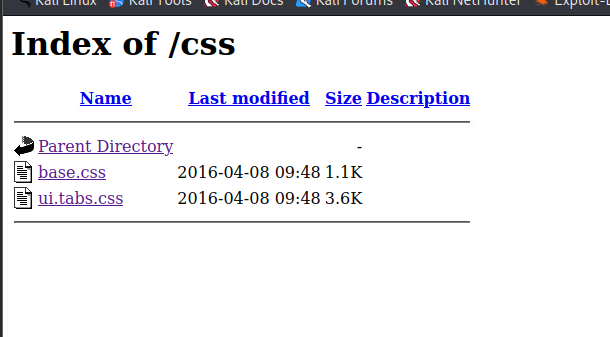 Kali Linux Kali Tools Kali Docs Kali Forums Kali NetHunter
Index of /css
Name Last modified Size Description
Parent Directory -
base.css 2016-04-08 09:48 1.1K
ui.tabs.css 2016-04-08 09:48 3.6K